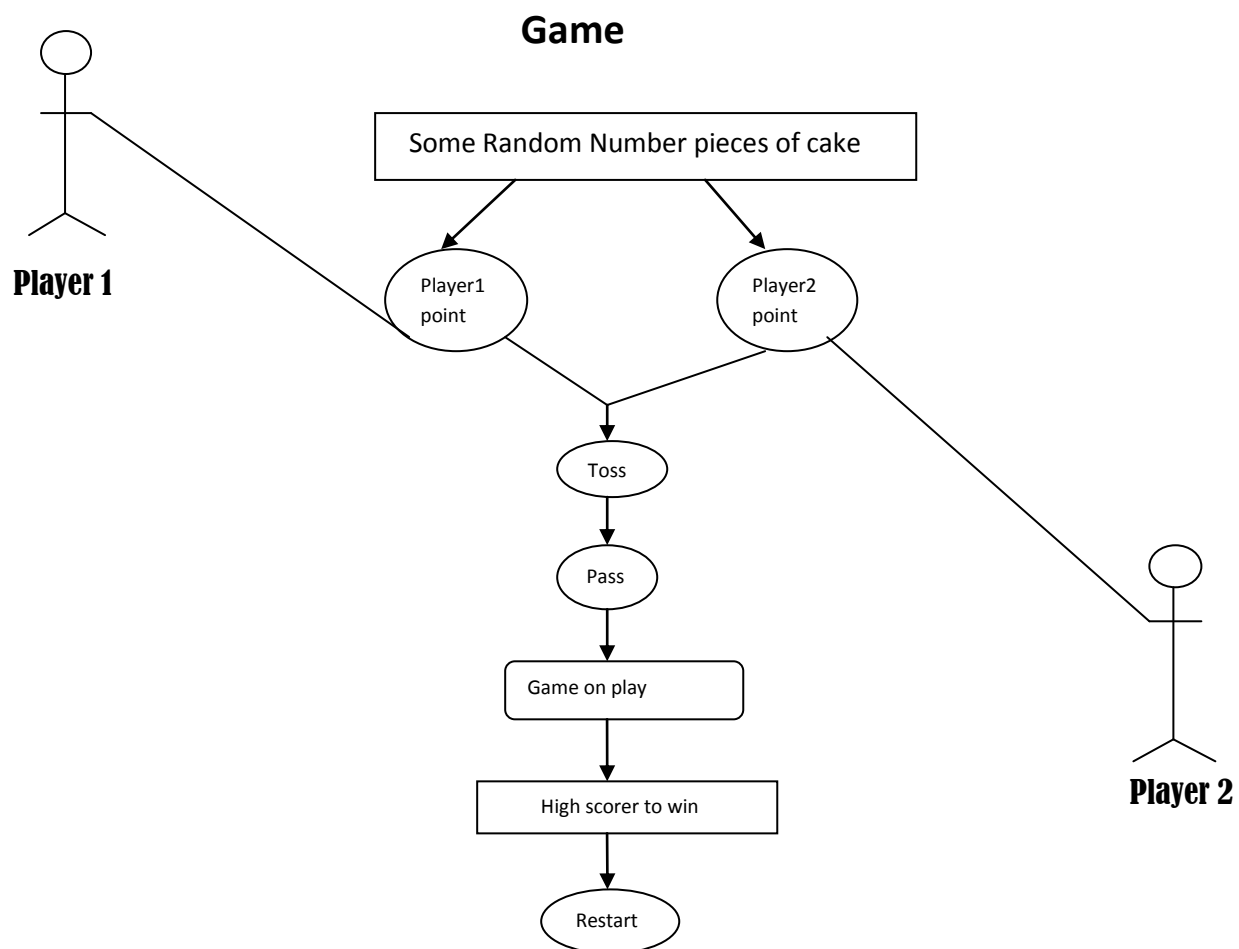 Game
Some Random Number pieces of cake
Player 1
Player1
point
Player2
point
Toss
Pass
Game on play
Player 2
High scorer to win
Restart